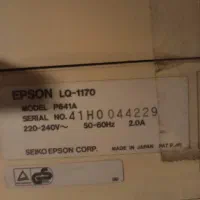 EPSON LQ-1170
MODEL P641A
SERIAL NO. 41H0044229
220-240V～ 50-60Hz 2.0A
SEIKO EPSON CORP. MADE IN JAPAN